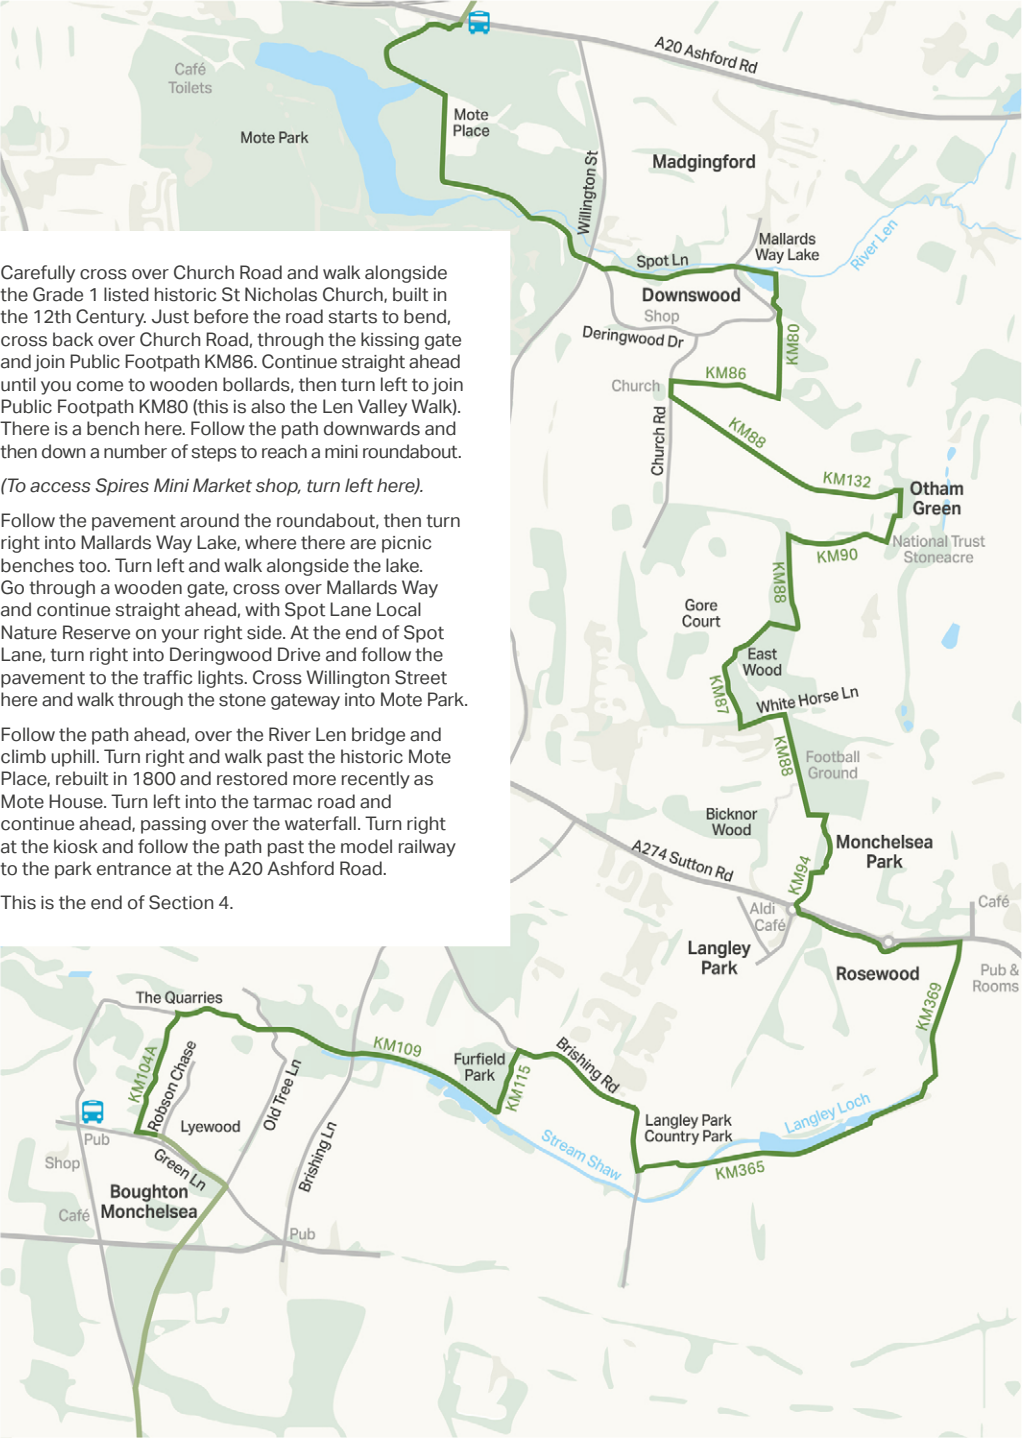 A20 Ashford Rd
Café
Toilets
Mote
Place
Mote Park
Madgingford
Willington St
Mallards
Way Lake
River Len
Spot Ln
Downswood
Shop
Deringwood Dr
KM80
KM86
Church
Church Rd
KM88
KM132
Otham
Green
National Trust
Stoneacre
KM90
KM88
Gore
Court
East
Wood
KM87
White Horse Ln
KM88
Football
Ground
Bicknor
Wood
Monchelsea
Park
A274 Sutton Rd
KM94
Aldi
Café
Café
Langley
Park
Rosewood
Pub &
Rooms
KM369
Carefully cross over Church Road and walk alongside
the Grade 1 listed historic St Nicholas Church, built in
the 12th Century. Just before the road starts to bend,
cross back over Church Road, through the kissing gate
and join Public Footpath KM86. Continue straight ahead
until you come to wooden bollards, then turn left to join
Public Footpath KM80 (this is also the Len Valley Walk).
There is a bench here. Follow the path downwards and
then down a number of steps to reach a mini roundabout.
(To access Spires Mini Market shop, turn left here).
Follow the pavement around the roundabout, then turn
right into Mallards Way Lake, where there are picnic
benches too. Turn left and walk alongside the lake.
Go through a wooden gate, cross over Mallards Way
and continue straight ahead, with Spot Lane Local
Nature Reserve on your right side. At the end of Spot
Lane, turn right into Deringwood Drive and follow the
pavement to the traffic lights. Cross Willington Street
here and walk through the stone gateway into Mote Park.
Follow the path ahead, over the River Len bridge and
climb uphill. Turn right and walk past the historic Mote
Place, rebuilt in 1800 and restored more recently as
Mote House. Turn left into the tarmac road and
continue ahead, passing over the waterfall. Turn right
at the kiosk and follow the path past the model railway
to the park entrance at the A20 Ashford Road.
This is the end of Section 4.
The Quarries
KM104A
Robson Chase
Old Tree Ln
KM109
Furfield
Park
KM115
Brishing Rd
Langley Park
Country Park
Langley Loch
KM365
Stream Shaw
Pub
Lyewood
Brishing Ln
Shop
Green Ln
Boughton
Monchelsea
Café
Pub